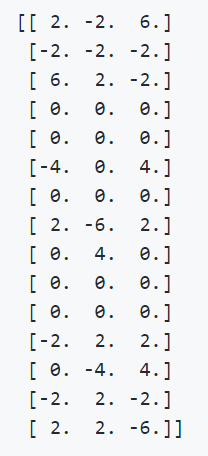 [[ 2. -2.  6.]
 [-2. -2. -2.]
 [ 6.  2. -2.]
 [ 0.  0.  0.]
 [ 0.  0.  0.]
 [-4.  0.  4.]
 [ 0.  0.  0.]
 [ 2. -6.  2.]
 [ 0.  4.  0.]
 [ 0.  0.  0.]
 [ 0.  0.  0.]
 [-2.  2.  2.]
 [ 0. -4.  4.]
 [-2.  2. -2.]
 [ 2.  2. -6.]]